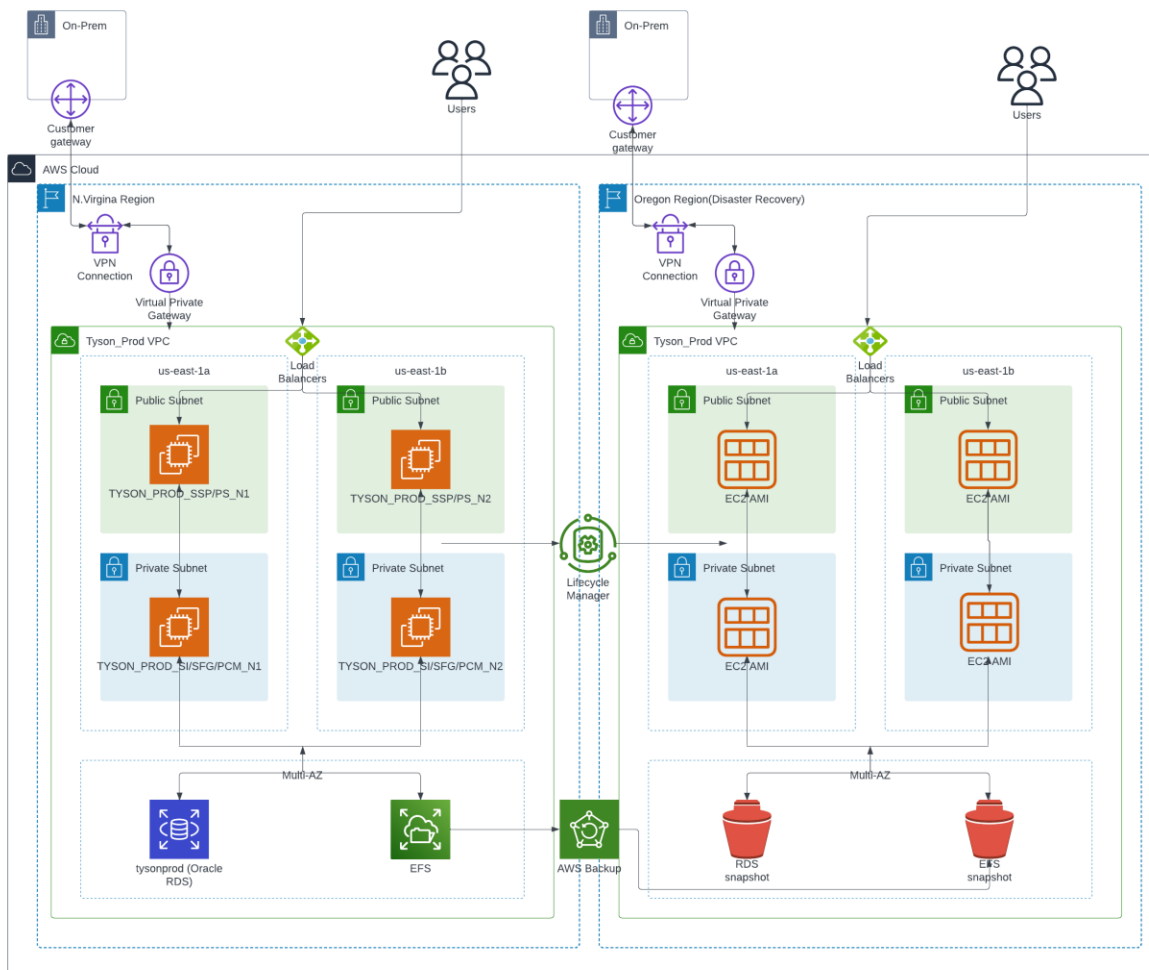 On-Prem
Customer
gateway
Users
On-Prem
Customer
gateway
Users
AWS Cloud
N.Virgina Region
VPN
Connection
Virtual Private
Gateway
Oregon Region(Disaster Recovery)
VPN
Connection
Virtual Private
Gateway
Tyson_Prod VPC
Load
Balancers
us-east-1a
us-east-1b
Public Subnet
Public Subnet
TYSON_PROD_SSP/PS_N1
TYSON_PROD_SSP/PS_N2
Private Subnet
Private Subnet
TYSON_PROD_SI/SFG/PCM_N1
TYSON_PROD_SI/SFG/PCM_N2
Multi-AZ
tysonprod (Oracle
RDS)
EFS
Lifecycle
Manager
AWS Backup
Tyson_Prod VPC
Load
Balancers
us-east-1a
us-east-1b
Public Subnet
Public Subnet
EC2 AMI
EC2 AMI
Private Subnet
Private Subnet
EC2 AMI
EC2 AMI
Multi-AZ
RDS
snapshot
EFS
snapshot